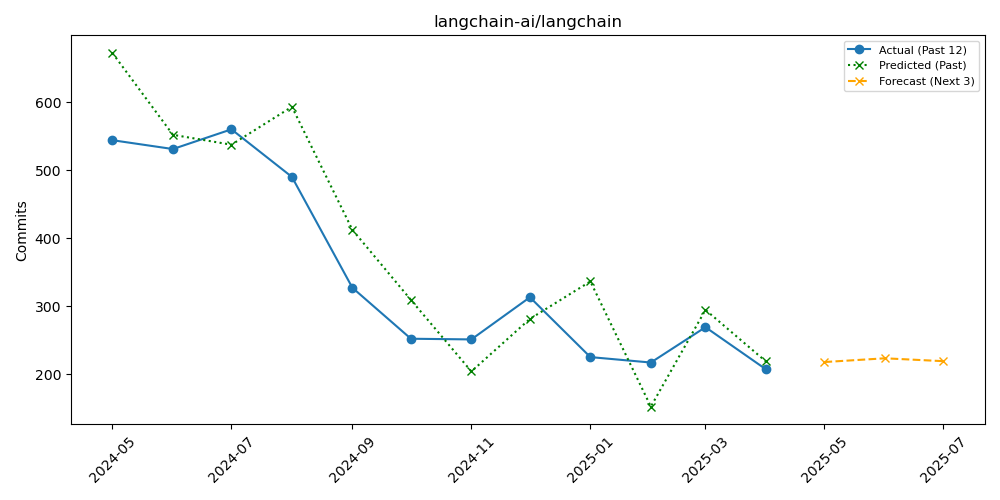 langchain-ai/langchain
Actual (Past 12)
Predicted (Past)
Forecast (Next 3)
Commits
600
500
400
300
200
2024-05
2024-07
2024-09
2024-11
2025-01
2025-03
2025-05
2025-07